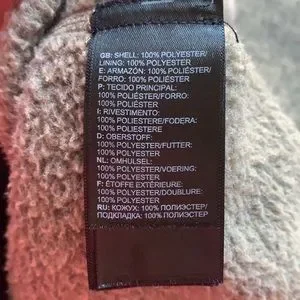 GB: SHELL: 100% POLYESTER/
LINING: 100% POLYESTER
E: ARMAZÓN: 100% POLIÉSTER/
FORRO: 100% POLIÉSTER
P: TECIDO PRINCIPAL:
100% POLIÉSTER/FORRO:
100% POLIÉSTER
I: RIVESTIMENTO:
100% POLIESTERE/FODERA:
100% POLIESTERE
D: OBERSTOFF:
100% POLYESTER/FUTTER:
100% POLYESTER
NL: OMHULSEL:
100% POLYESTER/VOERING:
100% POLYESTER
F: ÉTOFFE EXTÉRIEURE:
100% POLYESTER/DOUBLURE:
100% POLYESTER
RU: КОЖУХ: 100% ПОЛИЭСТЕР/
ПОДКЛАДКА: 100% ПОЛИЭСТЕР